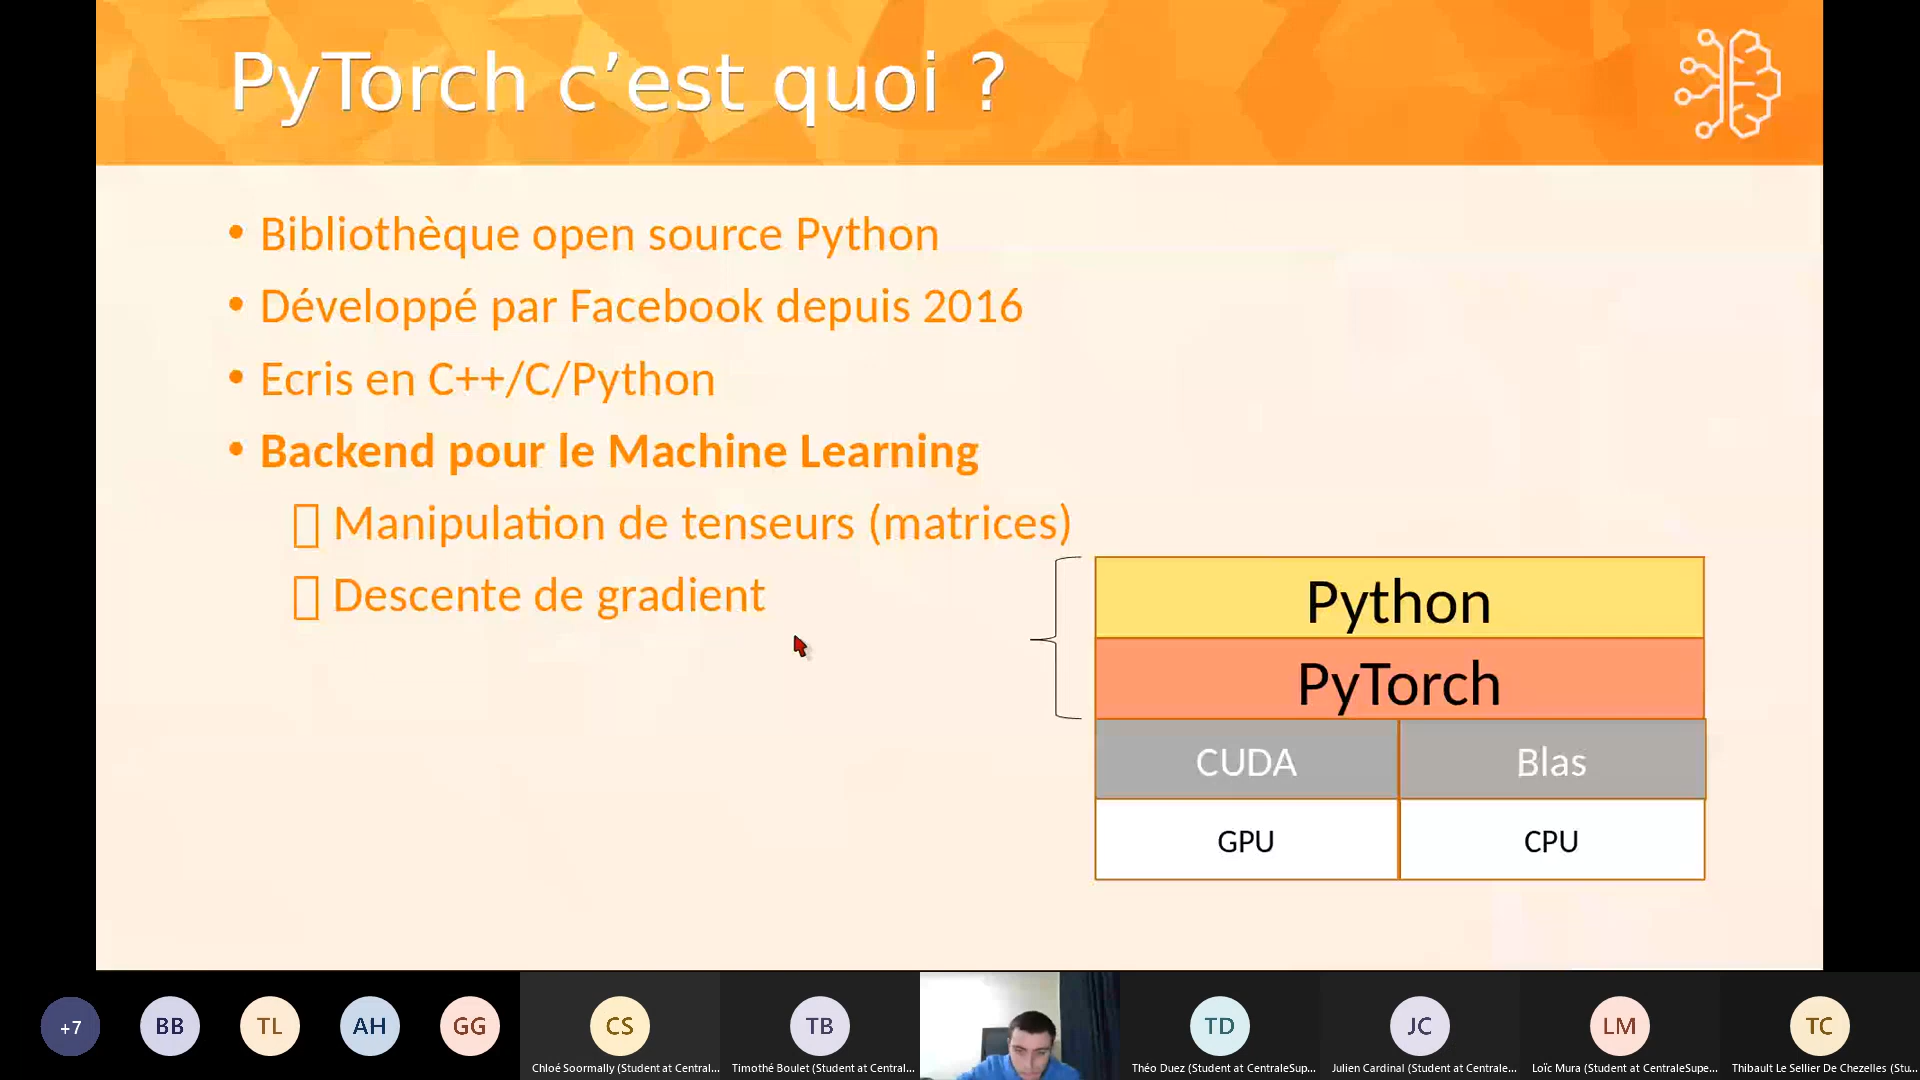 PyTorch c’est quoi ?
• Bibliothèque open source Python
• Développé par Facebook depuis 2016
• Ecris en C++/C/Python
• Backend pour le Machine Learning
Manipulation de tenseurs (matrices)
Descente de gradient
Python
PyTorch
CUDA
Blas
GPU
CPU
+7
BB
TL
AH
GG
CS
TB
TD
JC
LM
TC
Chloé Soormally (Student at Central...
Timothé Boulet (Student at Central...
Théo Duez (Student at CentraleSup...
Julien Cardinal (Student at Centrale...
Loïc Mura (Student at CentraleSupe...
Thibault Le Sellier De Chezelles (Stu...